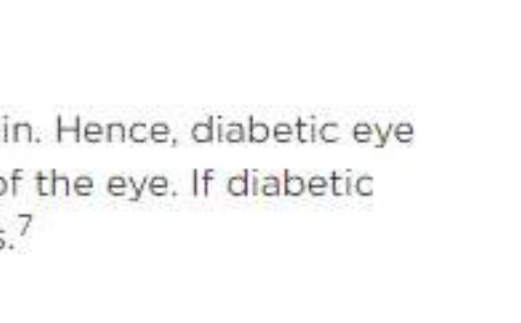 in. Hence, diabetic eye
of the eye. If diabetic
s.⁷